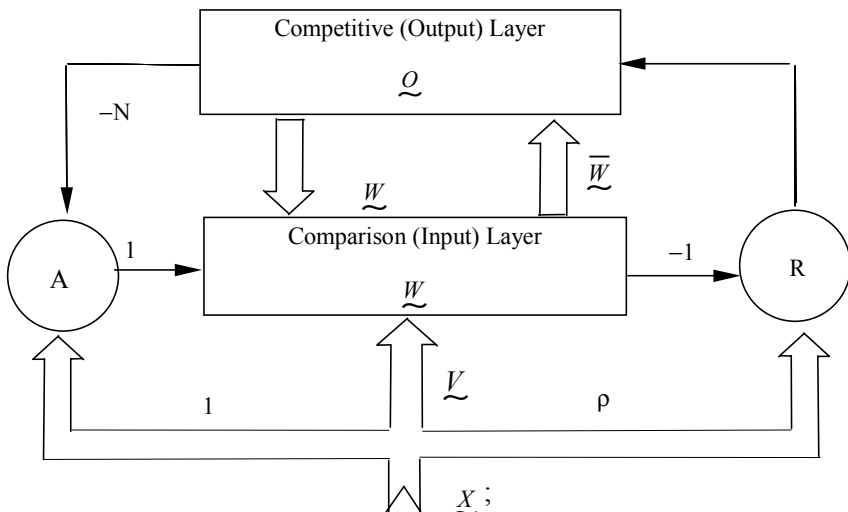 Competitive (Output) Layer
O
−N
W
W̅
Comparison (Input) Layer
1
−1
A
R
W
V
1
ρ
X ;